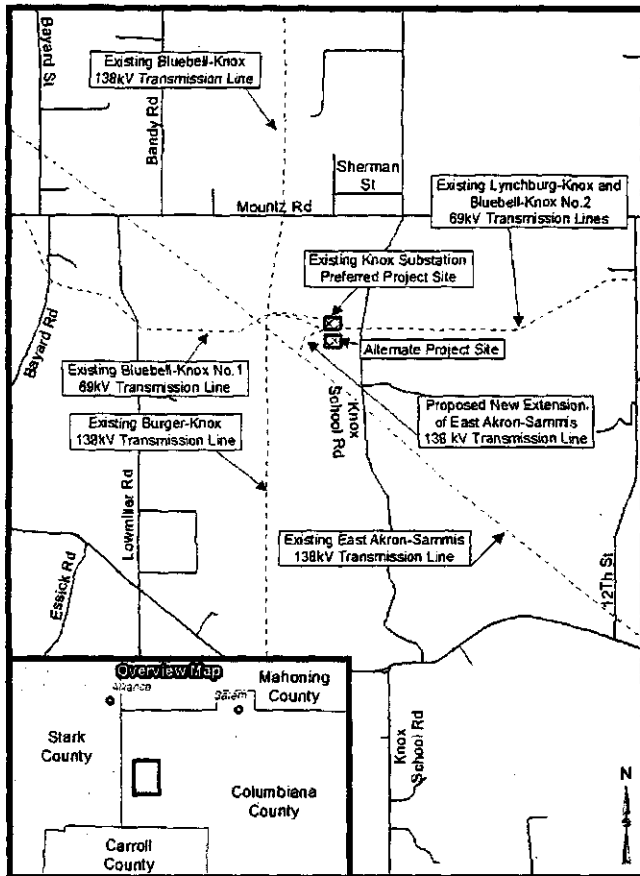 Bayard St
Bandy Rd
Existing Bluebell-Knox
138kV Transmission Line
Sherman
St
Mountz Rd
Existing Lynchburg-Knox and
Bluebell-Knox No.2
69kV Transmission Lines
Existing Knox Substation
Preferred Project Site
Bayard Rd
Alternate Project Site
Existing Bluebell-Knox No.1
69kV Transmission Line
Knox
School Rd
Proposed New Extension
of East Akron-Sammis
138 kV Transmission Line
Existing Burger-Knox
138kV Transmission Line
Lowmiller Rd
Existing East Akron-Sammis
138kV Transmission Line
Essick Rd
12Th St
Overview Map
Alliance
Salem
Mahoning
County
Stark
County
Columbiana
County
Carroll
County
Knox
School Rd
N